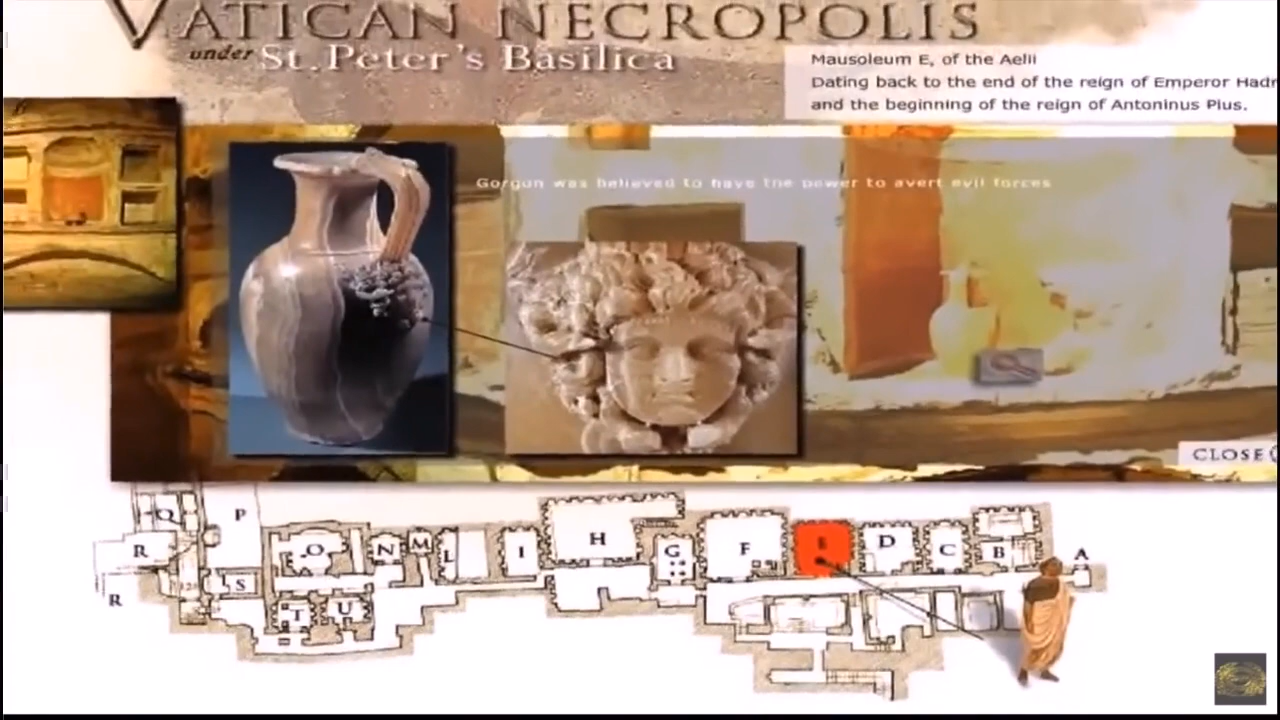 VATICAN NECROPOLIS
under St. Peter's Basilica
Mausoleum E, of the Aelii
Dating back to the end of the reign of Emperor Hadr
and the beginning of the reign of Antoninus Pius.
Gorgon was believed to have the power to avert evil forces
CLOSE
Q P
R O N M L I H G F E D C B A
S
R T U